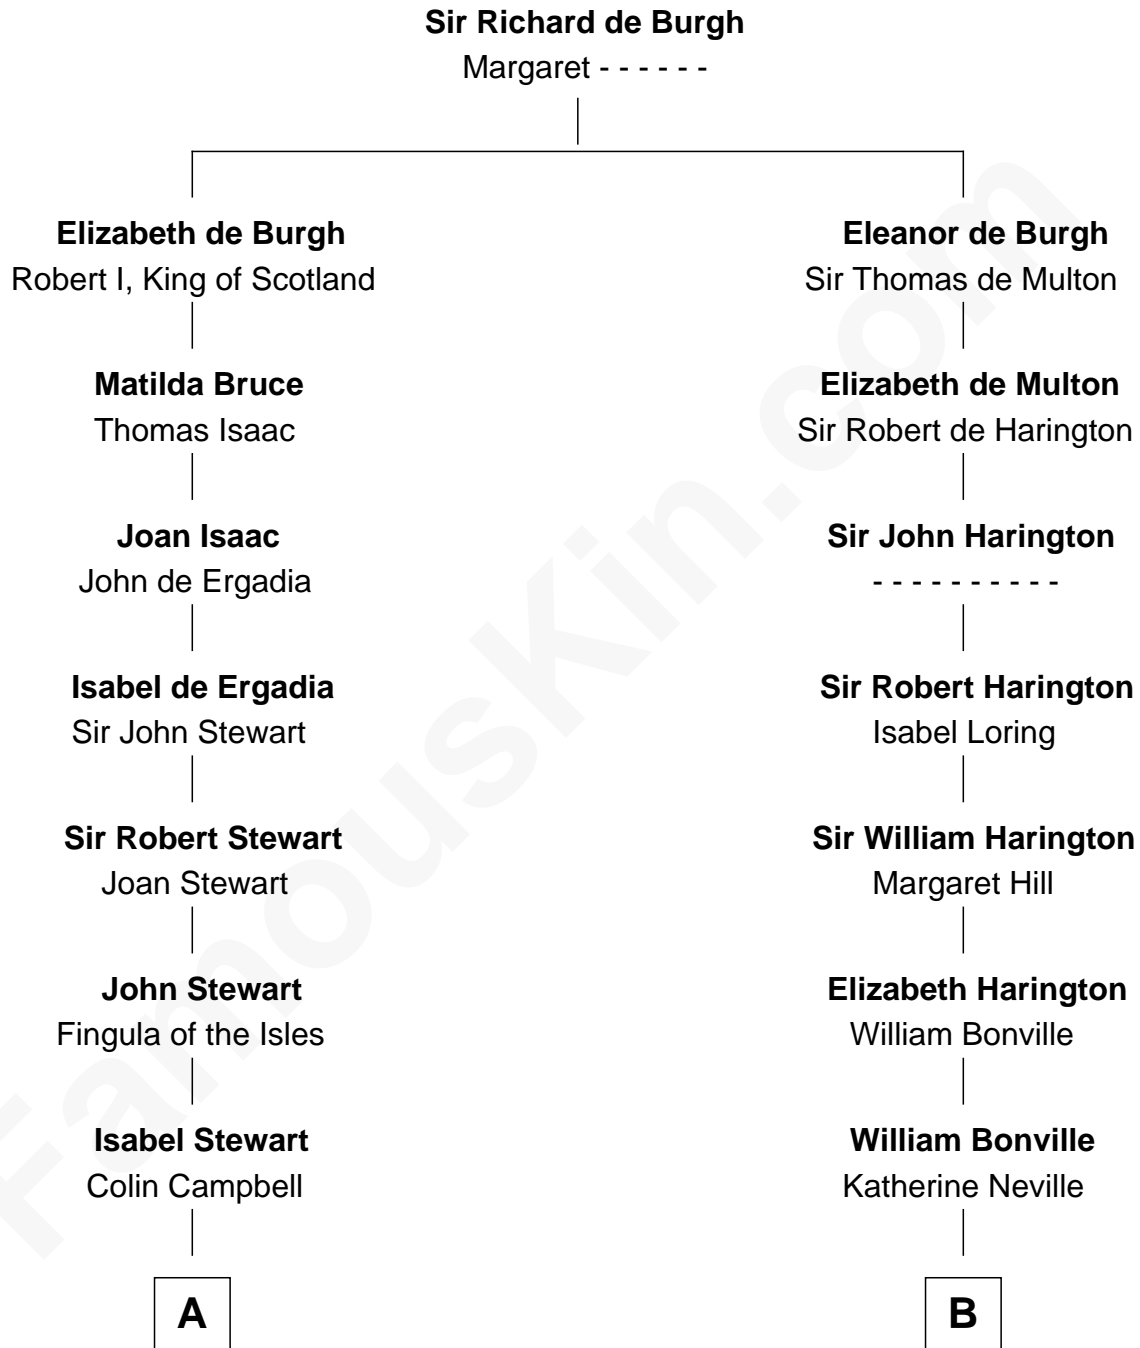 Sir Richard de Burgh
Margaret - - - - - -
Elizabeth de Burgh
Robert I, King of Scotland
Eleanor de Burgh
Sir Thomas de Multon
Matilda Bruce
Thomas Isaac
Elizabeth de Multon
Sir Robert de Harington
Joan Isaac
John de Ergadia
Sir John Harington
- - - - - - - - - -
Isabel de Ergadia
Sir John Stewart
Sir Robert Harington
Isabel Loring
Sir Robert Stewart
Joan Stewart
Sir William Harington
Margaret Hill
John Stewart
Fingula of the Isles
Elizabeth Harington
William Bonville
Isabel Stewart
Colin Campbell
William Bonville
Katherine Neville
A
B
FamousKin.com